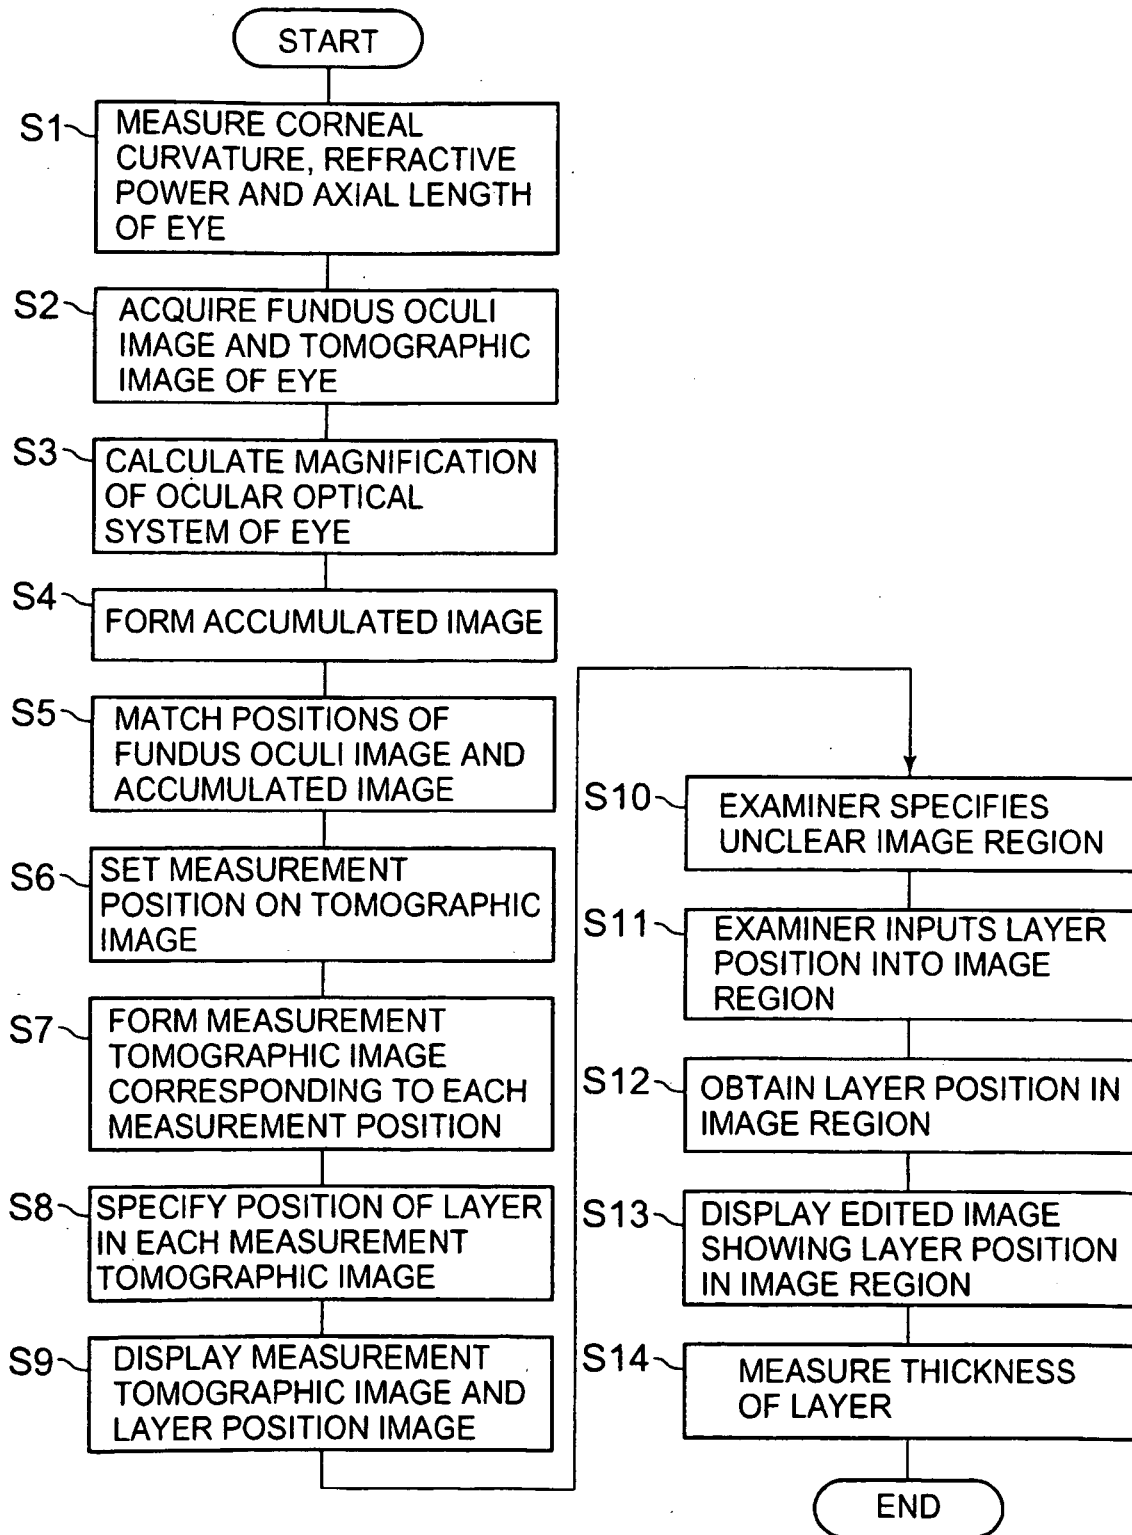 START
S1
MEASURE CORNEAL
CURVATURE, REFRACTIVE
POWER AND AXIAL LENGTH
OF EYE
S2
ACQUIRE FUNDUS OCULI
IMAGE AND TOMOGRAPHIC
IMAGE OF EYE
S3
CALCULATE MAGNIFICATION
OF OCULAR OPTICAL
SYSTEM OF EYE
S4
FORM ACCUMULATED IMAGE
S5
MATCH POSITIONS OF
FUNDUS OCULI IMAGE AND
ACCUMULATED IMAGE
S6
SET MEASUREMENT
POSITION ON TOMOGRAPHIC
IMAGE
S7
FORM MEASUREMENT
TOMOGRAPHIC IMAGE
CORRESPONDING TO EACH
MEASUREMENT POSITION
S8
SPECIFY POSITION OF LAYER
IN EACH MEASUREMENT
TOMOGRAPHIC IMAGE
S9
DISPLAY MEASUREMENT
TOMOGRAPHIC IMAGE AND
LAYER POSITION IMAGE
S10
EXAMINER SPECIFIES
UNCLEAR IMAGE REGION
S11
EXAMINER INPUTS LAYER
POSITION INTO IMAGE
REGION
S12
OBTAIN LAYER POSITION IN
IMAGE REGION
S13
DISPLAY EDITED IMAGE
SHOWING LAYER POSITION
IN IMAGE REGION
S14
MEASURE THICKNESS
OF LAYER
END